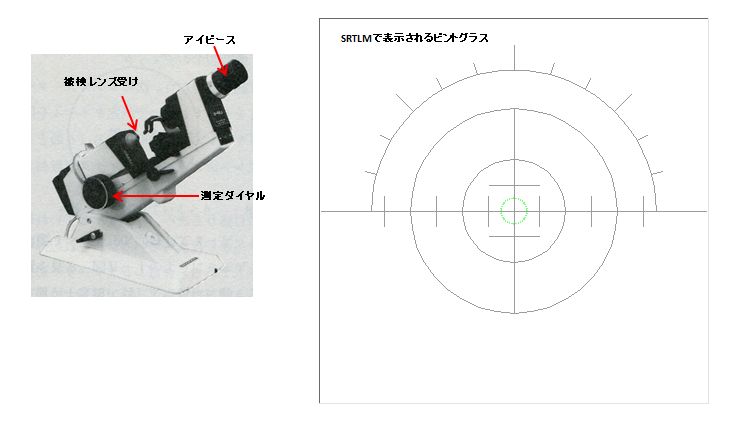 アイピース
被検レンズ受け
測定ダイヤル
SRTLMで表示されるピントグラス